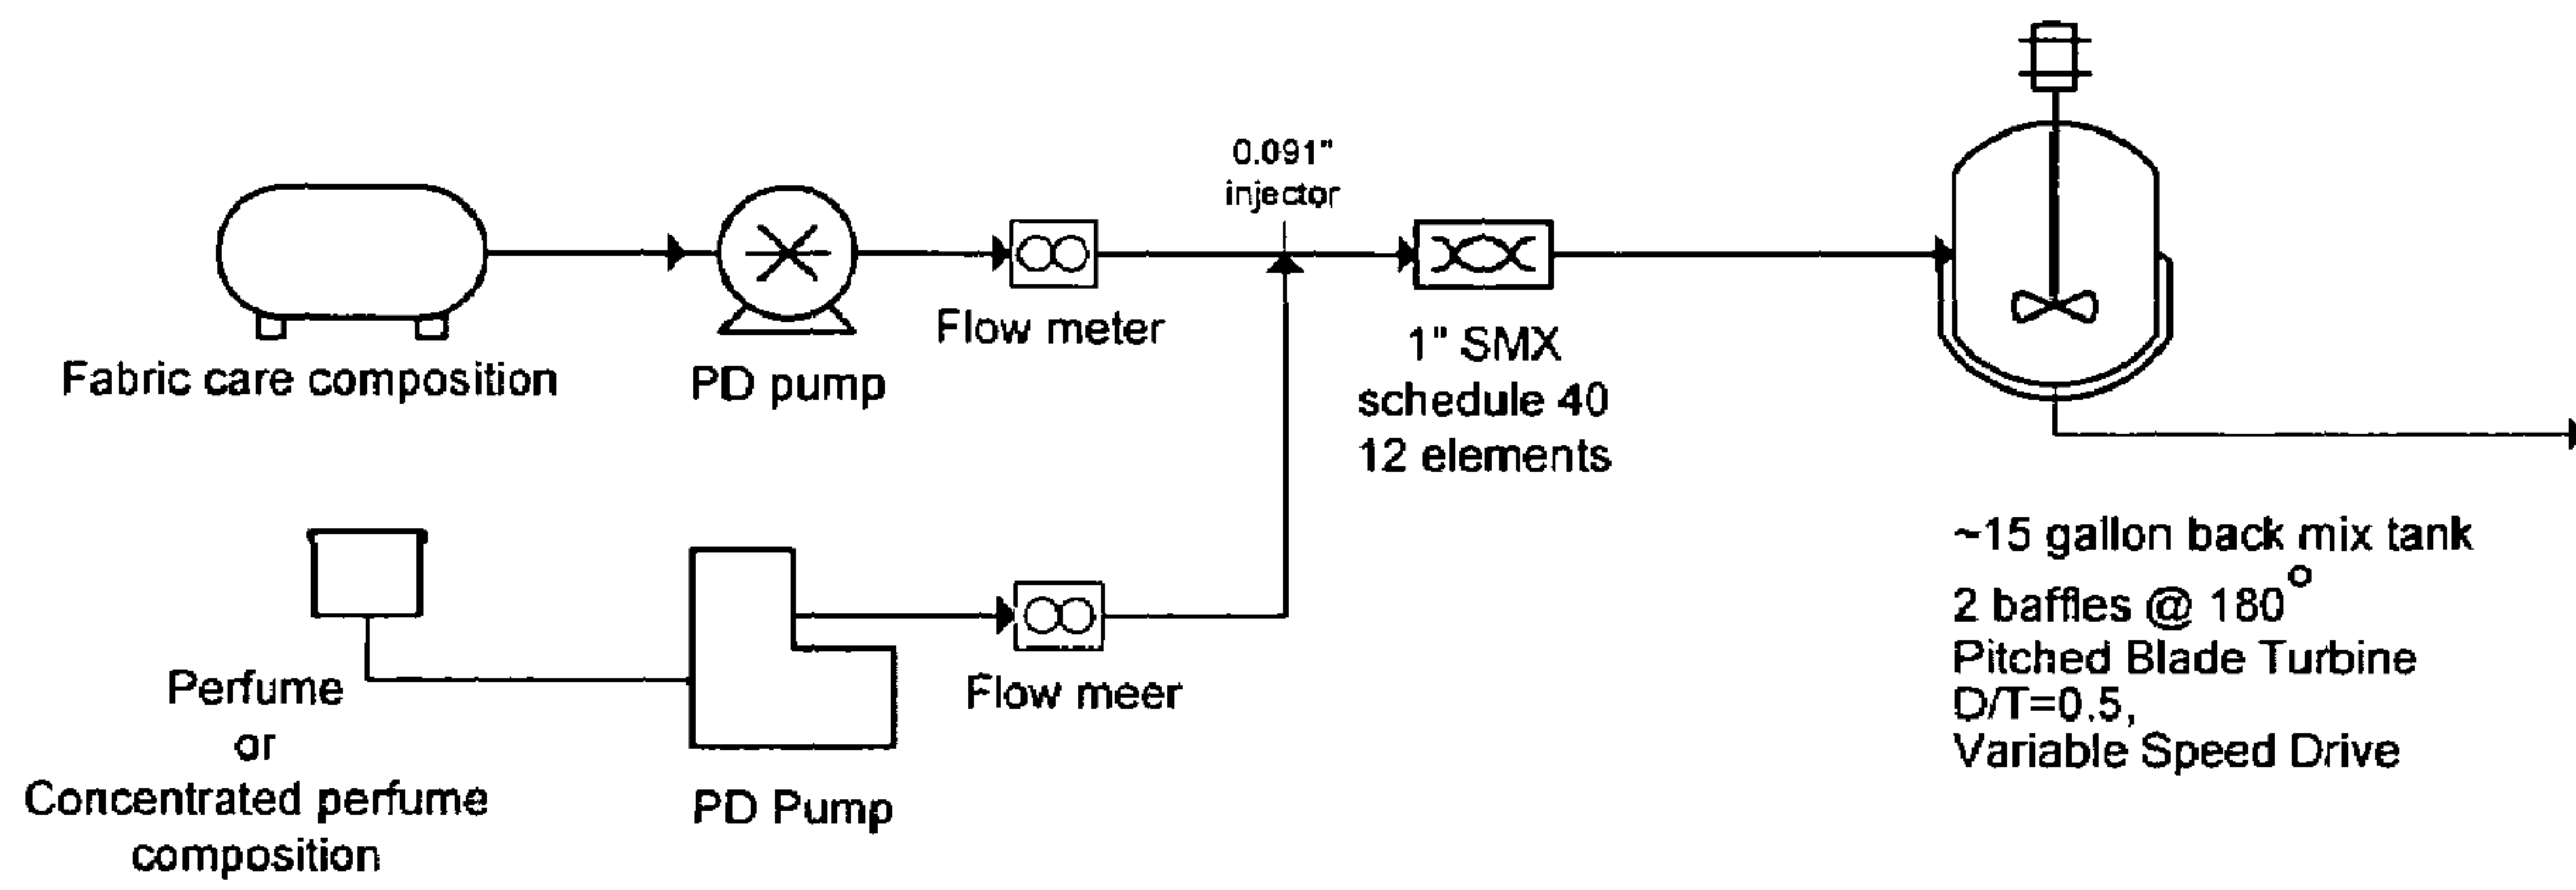 0.091"
injector
Fabric care composition
PD pump
Flow meter
1" SMX
schedule 40
12 elements
Perfume
or
Concentrated perfume
composition
PD Pump
Flow meer
~15 gallon back mix tank
2 baffles @ 180°
Pitched Blade Turbine
D/T=0.5,
Variable Speed Drive